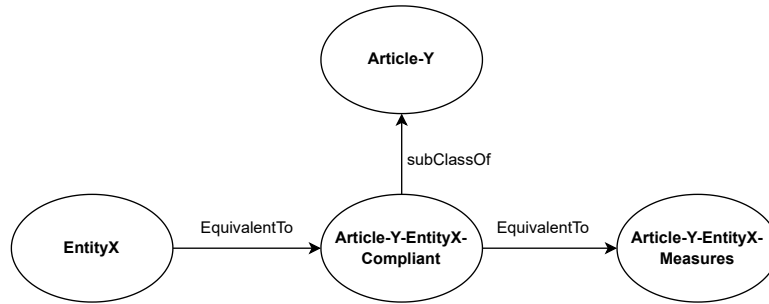 Article-Y
subClassOf
EntityX
EquivalentTo
Article-Y-EntityX-
Compliant
EquivalentTo
Article-Y-EntityX-
Measures